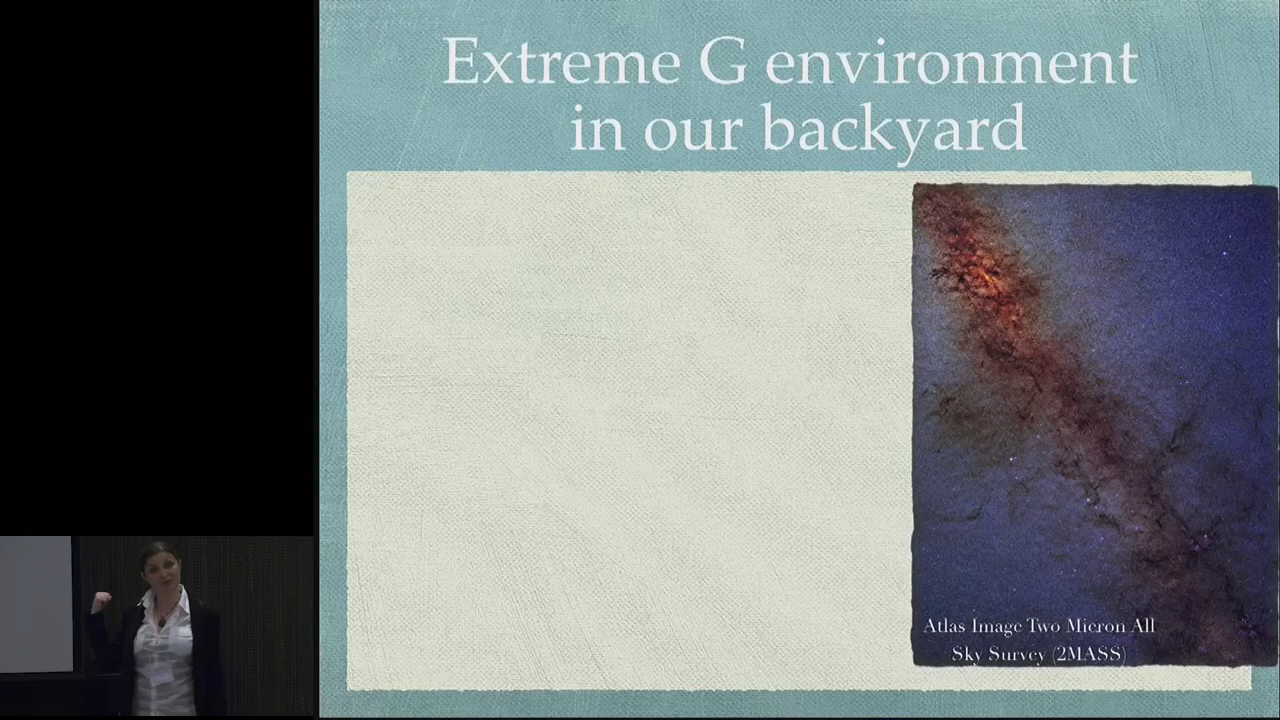 Extreme G environment
in our backyard
Atlas Image Two Micron All
Sky Survey (2MASS)